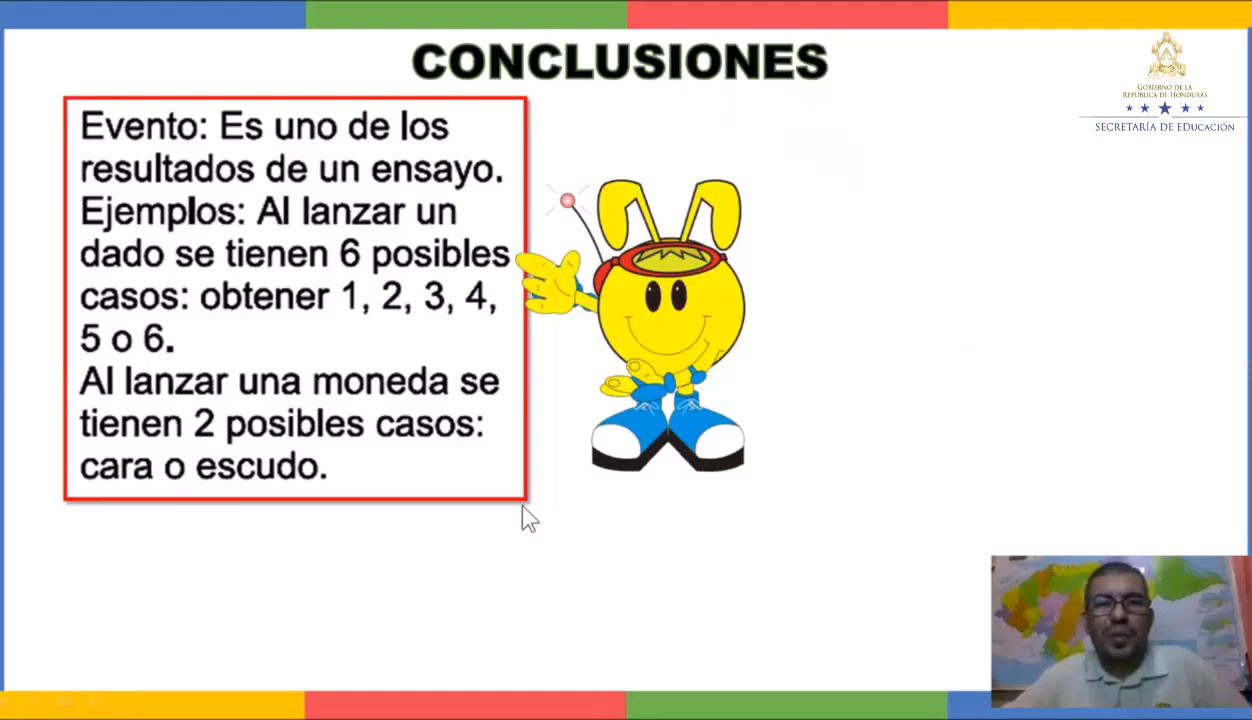 CONCLUSIONES
GOBIERNO DE LA
REPÚBLICA DE HONDURAS
SECRETARÍA DE EDUCACIÓN
Evento: Es uno de los
resultados de un ensayo.
Ejemplos: Al lanzar un
dado se tienen 6 posibles
casos: obtener 1, 2, 3, 4,
5 o 6.
Al lanzar una moneda se
tienen 2 posibles casos:
cara o escudo.